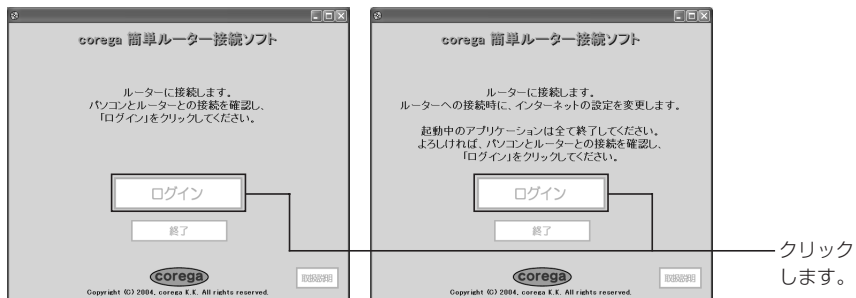 corega 簡単ルーター接続ソフト
ルーターに接続します。
パソコンとルーターとの接続を確認し、
「ログイン」をクリックしてください。
ログイン
終了
corega
取扱説明
Copyright (C) 2004, corega K.K. All rights reserved.
corega 簡単ルーター接続ソフト
ルーターに接続します。
ルーターへの接続時に、インターネットの設定を変更します。
起動中のアプリケーションは全て終了してください。
よろしければ、パソコンとルーターとの接続を確認し、
「ログイン」をクリックしてください。
ログイン
終了
corega
取扱説明
Copyright (C) 2004, corega K.K. All rights reserved.
クリック
します。